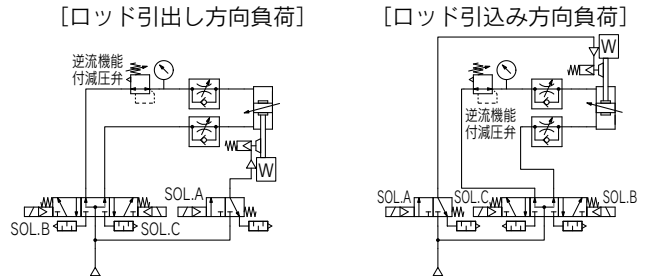 ［ロッド引出し方向負荷］
逆流機能
付減圧弁
W
SOL.A
SOL.B
SOL.C
［ロッド引込み方向負荷］
W
逆流機能
付減圧弁
SOL.A
SOL.C
SOL.B